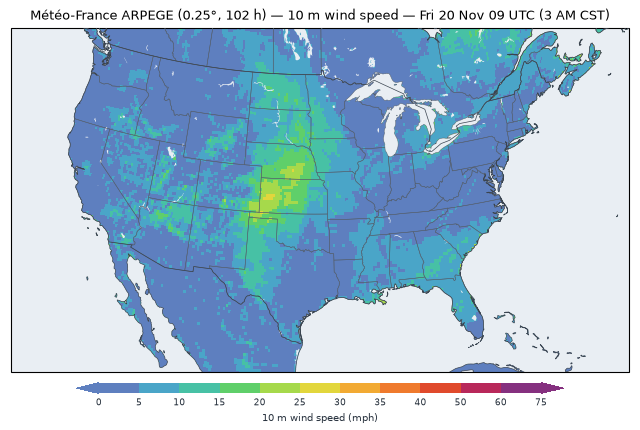 Météo-France ARPEGE (0.25°, 102 h) — 10 m wind speed — Fri 20 Nov 09 UTC (3 AM CST)
0 5 10 15 20 25 30 35 40 50 60 75
10 m wind speed (mph)